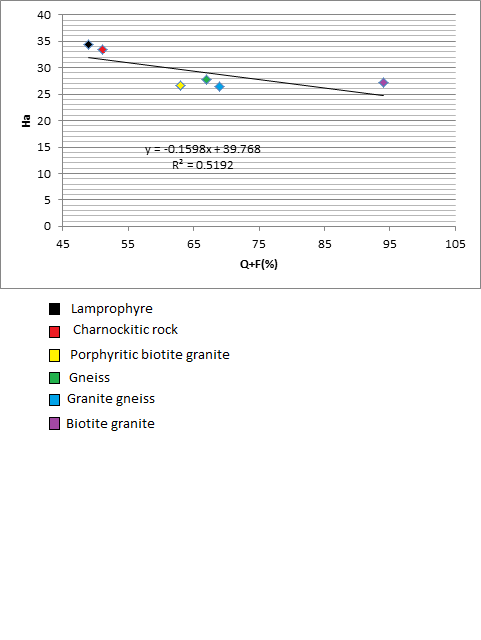 40
35
30
25
20
15
10
5
0
Ha
y = -0.1598x + 39.768
R² = 0.5192
45 55 65 75 85 95 105
Q+F(%)
Lamprophyre
Charnockitic rock
Porphyritic biotite granite
Gneiss
Granite gneiss
Biotite granite